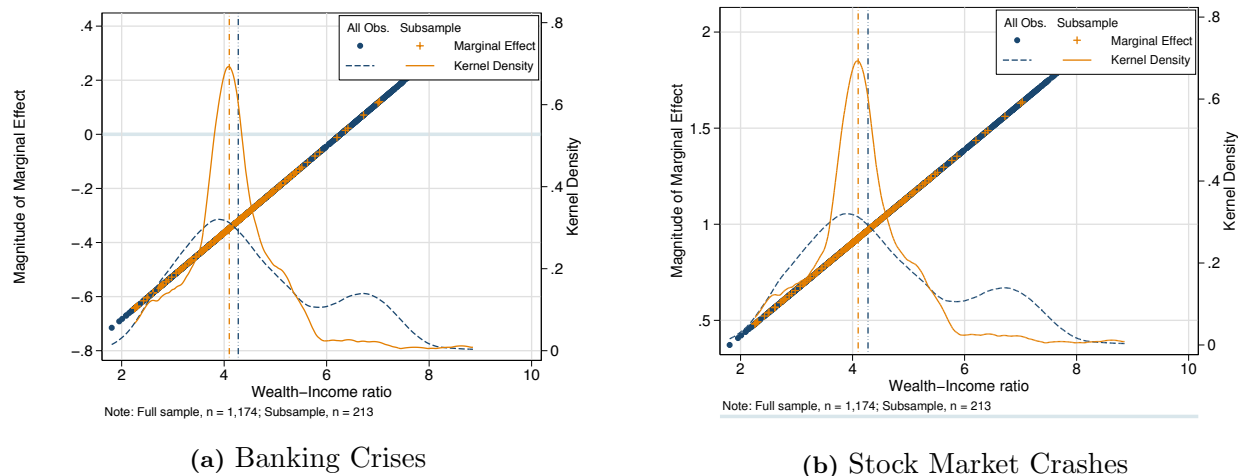 All Obs. Subsample
Marginal Effect
Kernel Density
.4
.2
0
-.2
-.4
-.6
-.8
Magnitude of Marginal Effect
.8
.6
.4
.2
0
Kernel Density
2 4 6 8 10
Wealth-Income ratio
Note: Full sample, n = 1,174; Subsample, n = 213
(a) Banking Crises
All Obs. Subsample
Marginal Effect
Kernel Density
2
1.5
1
.5
Magnitude of Marginal Effect
.8
.6
.4
.2
0
Kernel Density
2 4 6 8 10
Wealth-Income ratio
Note: Full sample, n = 1,174; Subsample, n = 213
(b) Stock Market Crashes